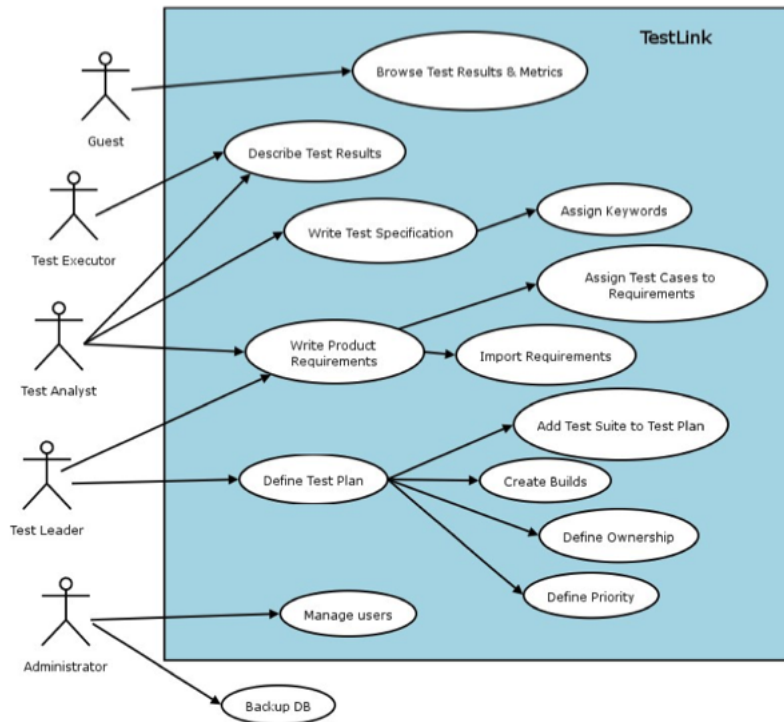 TestLink
Browse Test Results & Metrics
Guest
Describe Test Results
Test Executor
Assign Keywords
Write Test Specification
Assign Test Cases to
Requirements
Write Product
Requirements
Import Requirements
Test Analyst
Add Test Suite to Test Plan
Define Test Plan
Create Builds
Test Leader
Define Ownership
Define Priority
Manage users
Administrator
Backup DB